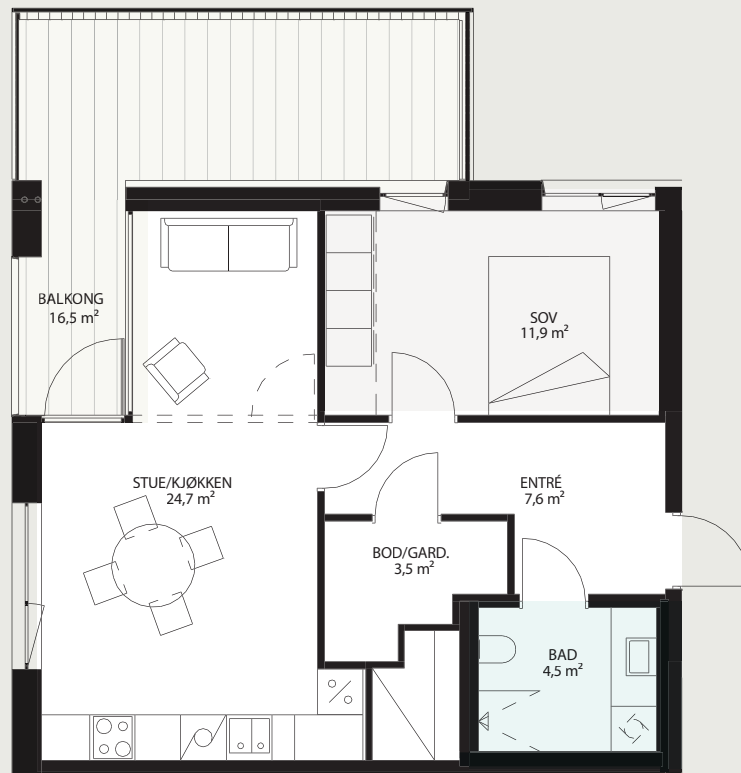 BALKONG
16,5 m²
SOV
11,9 m²
STUE/KJØKKEN
24,7 m²
ENTRÉ
7,6 m²
BOD/GARD.
3,5 m²
BAD
4,5 m²